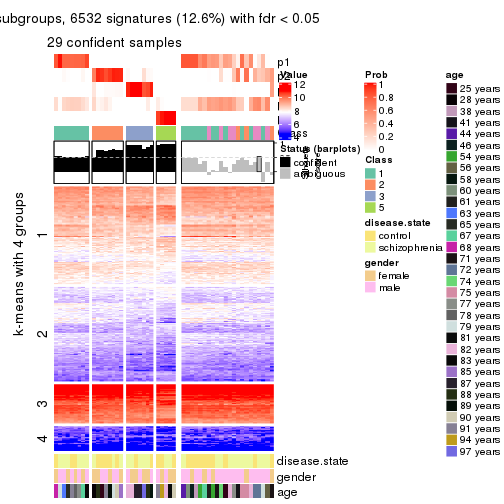 subgroups, 6532 signatures (12.6%) with fdr < 0.05
29 confident samples
p1
p2
Value
12
10
8
6
4
Status (barplots)
confident
ambiguous
Prob
1
0.8
0.6
0.4
0.2
0
Class
1
2
3
5
disease.state
control
schizophrenia
gender
female
male
age
25 years
28 years
38 years
41 years
44 years
46 years
54 years
56 years
58 years
60 years
61 years
63 years
65 years
67 years
68 years
71 years
72 years
74 years
75 years
77 years
78 years
79 years
81 years
82 years
83 years
85 years
87 years
88 years
89 years
90 years
91 years
94 years
97 years
k-means with 4 groups
1
2
3
4
disease.state
gender
age